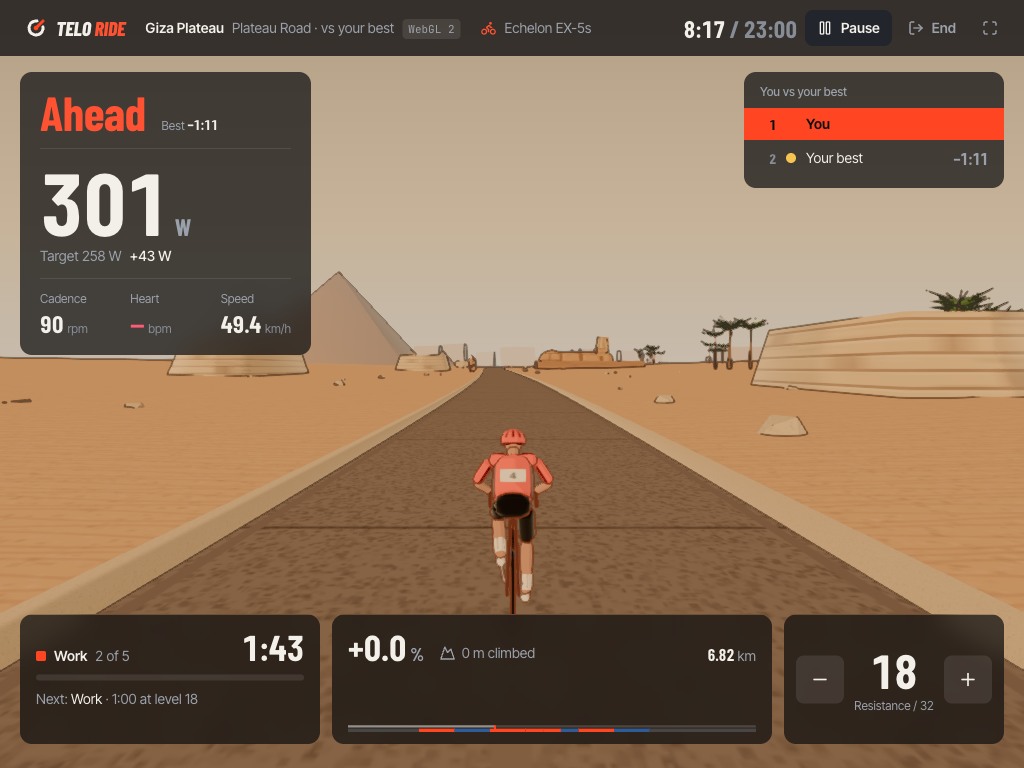 TELO RIDE Giza Plateau Plateau Road · vs your best WebGL 2 Echelon EX-5s 8:17 / 23:00 Pause End
Ahead Best −1:11
301 W
Target 258 W +43 W
Cadence Heart Speed
90 rpm — bpm 49.4 km/h
You vs your best
1 You
2 Your best −1:11
4
Work 2 of 5 1:43
Next: Work · 1:00 at level 18
+0.0 % 0 m climbed 6.82 km
− 18 +
Resistance / 32